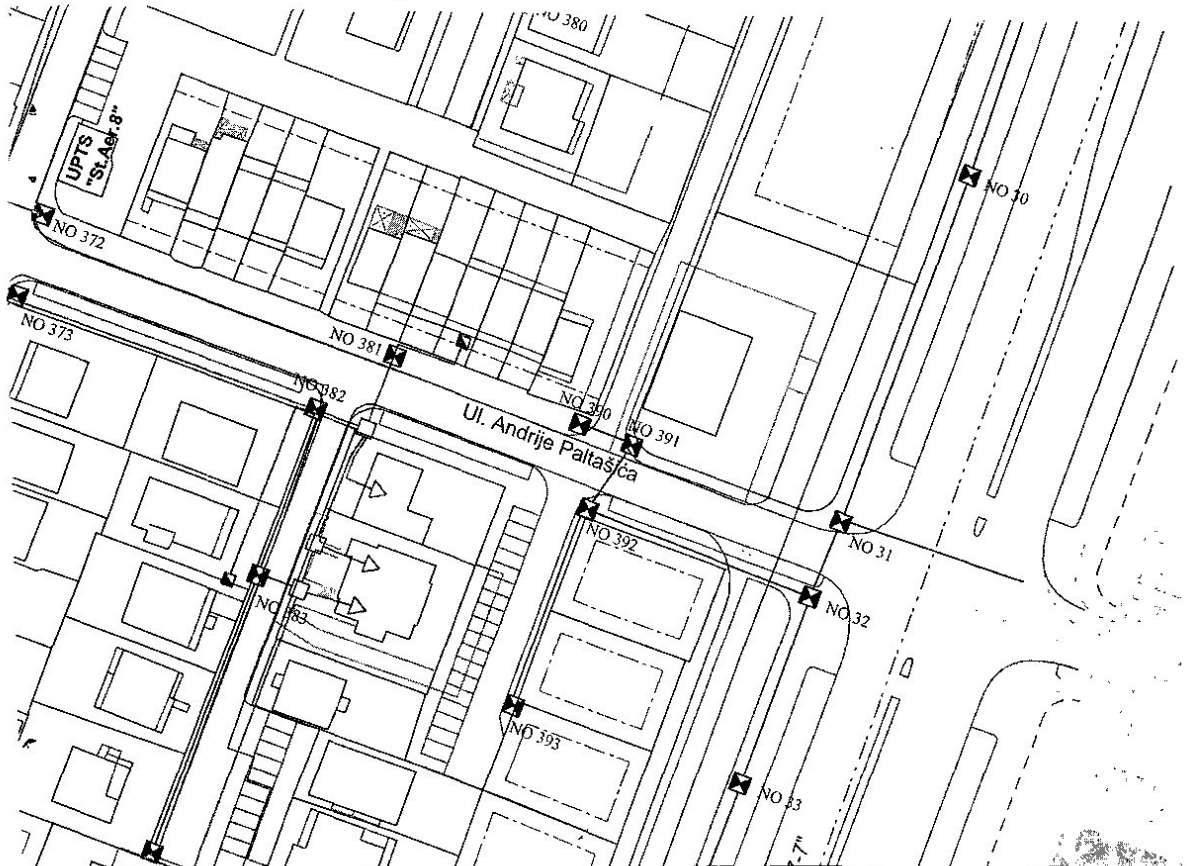 NO 380
UPTS
"St.Aer.8"
NO 30
NO 372
NO 373
NO 381
NO 382
NO 390
NO 391
Ul. Andrije Paltašića
NO 392
NO 31
NO 32
NO 383
NO 393
NO 33